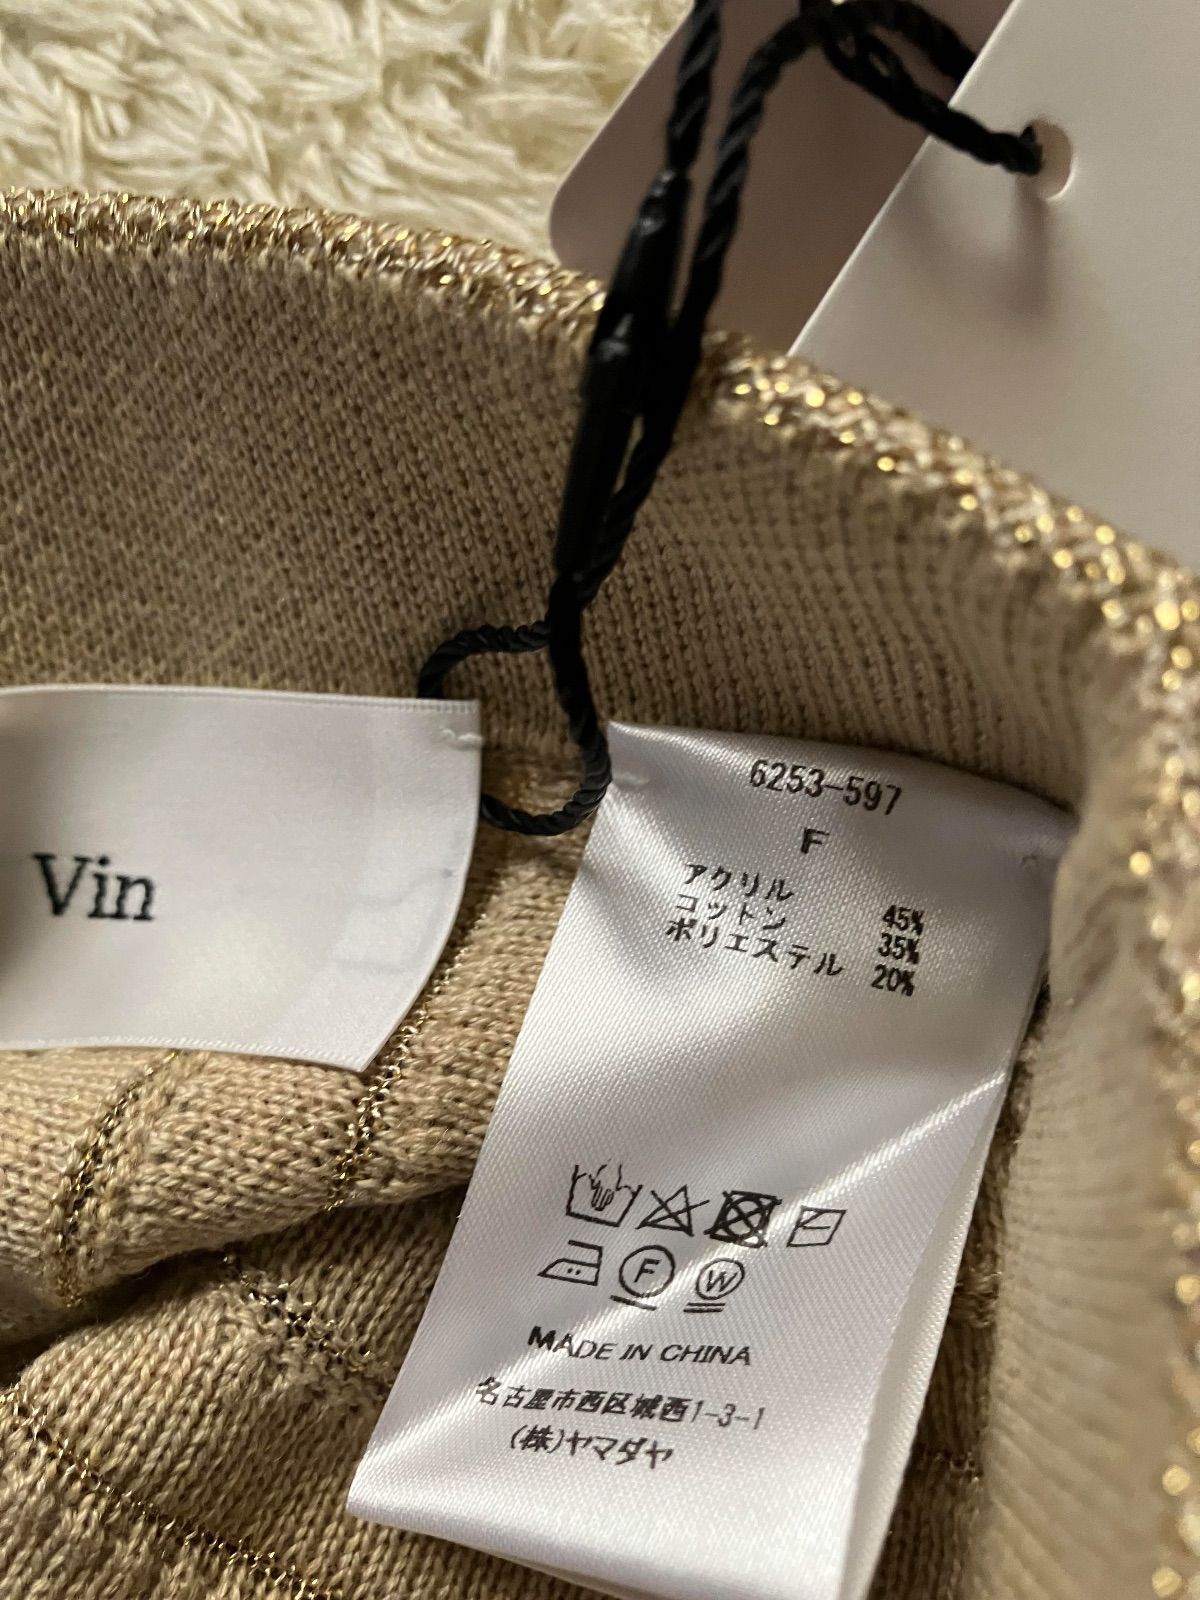 Vin
6253-597
F
アクリル 45%
コットン 35%
ポリエステル 20%
F
W
MADE IN CHINA
名古屋市西区城西1-3-1
(株)ヤマダヤ